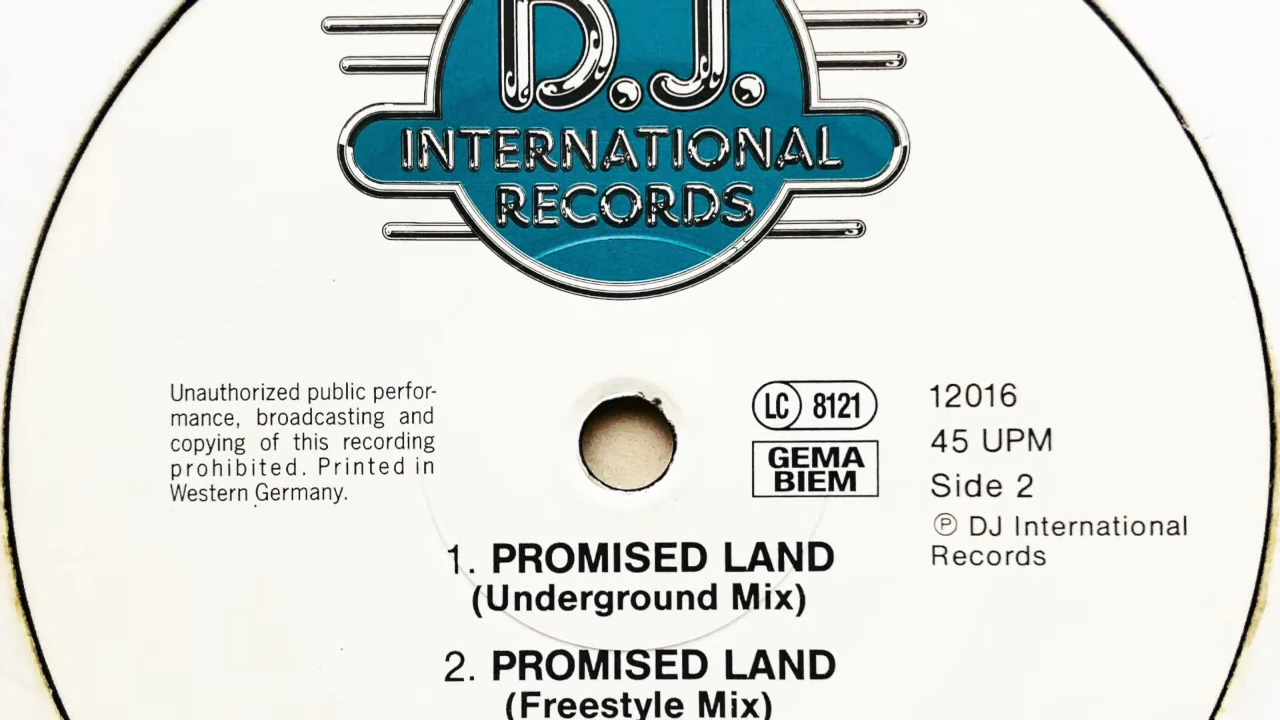 D.J.
INTERNATIONAL
RECORDS
Unauthorized public perfor-
mance, broadcasting and
copying of this recording
prohibited. Printed in
Western Germany.
LC 8121
GEMA
BIEM
12016
45 UPM
Side 2
℗ DJ International
Records
1. PROMISED LAND
(Underground Mix)
2. PROMISED LAND
(Freestyle Mix)